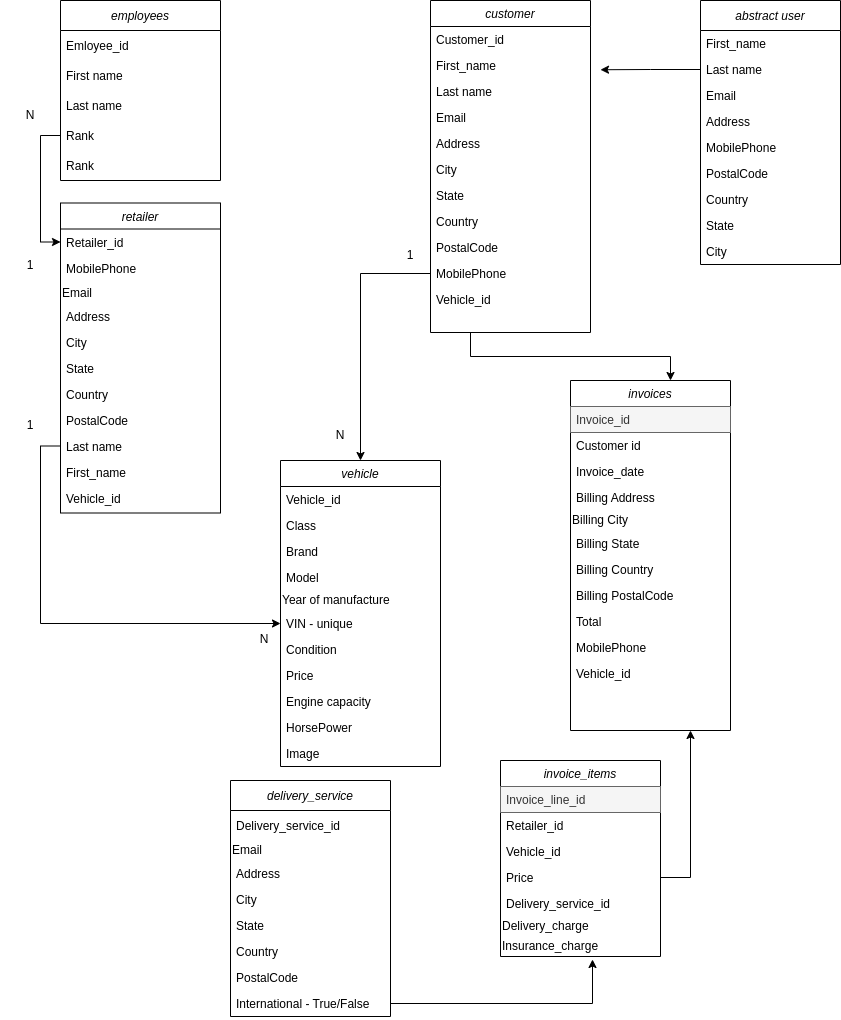 employees
Emloyee_id
First name
Last name
Rank
Rank
N
1
retailer
Retailer_id
MobilePhone
Email
Address
City
State
Country
PostalCode
Last name
First_name
Vehicle_id
1
N
customer
Customer_id
First_name
Last name
Email
Address
City
State
Country
PostalCode
MobilePhone
Vehicle_id
1
N
abstract user
First_name
Last name
Email
Address
MobilePhone
PostalCode
Country
State
City
vehicle
Vehicle_id
Class
Brand
Model
Year of manufacture
VIN - unique
Condition
Price
Engine capacity
HorsePower
Image
invoices
Invoice_id
Customer id
Invoice_date
Billing Address
Billing City
Billing State
Billing Country
Billing PostalCode
Total
MobilePhone
Vehicle_id
delivery_service
Delivery_service_id
Email
Address
City
State
Country
PostalCode
International - True/False
invoice_items
Invoice_line_id
Retailer_id
Vehicle_id
Price
Delivery_service_id
Delivery_charge
Insurance_charge